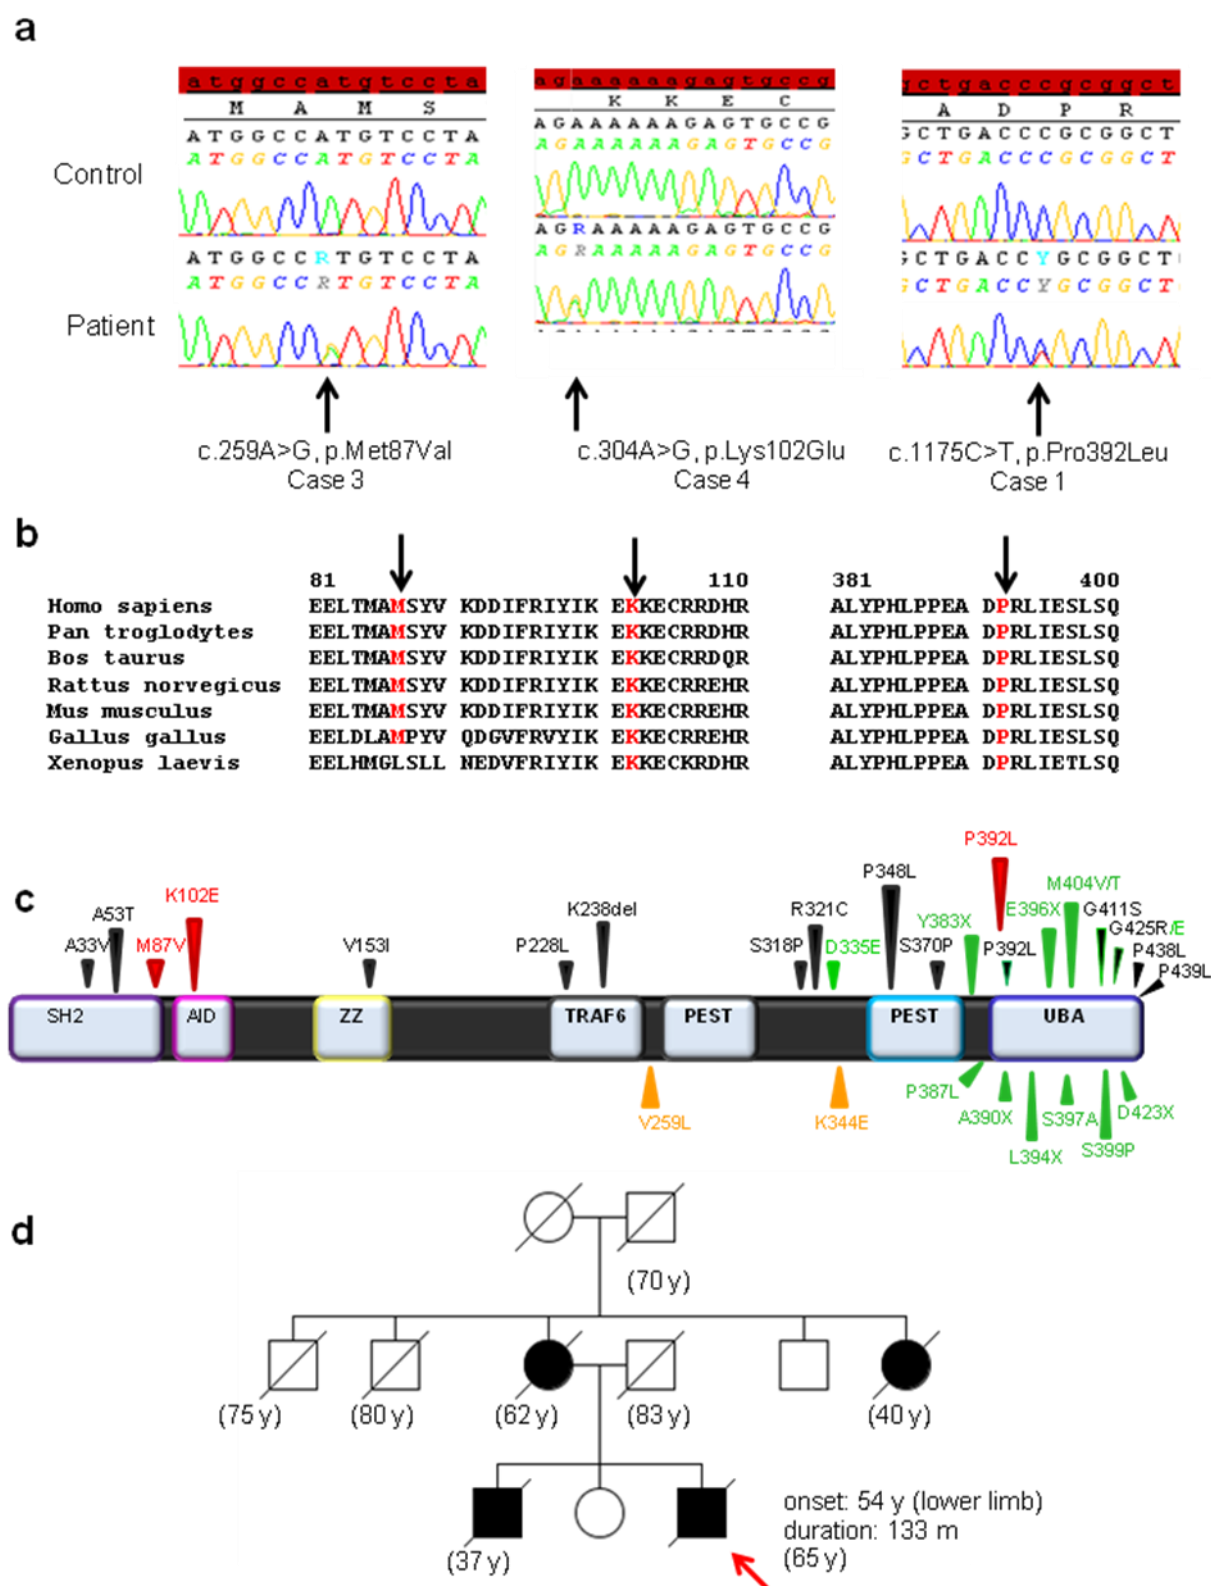 a
atggccatgtccta
M A M S
ATGGCCATGTCCTA
ATGGCCATGTCCTA
Control
ATGGCCRTGTCCTA
ATGGCCRTGTCCTA
Patient
c.259A>G, p.Met87Val
Case 3
agaaaaaagagtgccg
K K E C
AGAAAAAAGAGTGCCG
AGAAAAAAGAGTGCCG
AGRAAAAAGAGTGCCG
AGRAAAAAGAGTGCCG
c.304A>G, p.Lys102Glu
Case 4
gctgacccgcggct
A D P R
GCTGACCCGCGGCT
GCTGACCCGCGGCT
GCTGACCYGCGGCT
GCTGACCYGCGGCT
c.1175C>T, p.Pro392Leu
Case 1
b
81 110 381 400
Homo sapiens EELTMAMSYV KDDIFRIYIK EKKECRRDHR ALYPHLPPEA DPRLIESLSQ
Pan troglodytes EELTMAMSYV KDDIFRIYIK EKKECRRDHR ALYPHLPPEA DPRLIESLSQ
Bos taurus EELTMAMSYV KDDIFRIYIK EKKECRRDQR ALYPHLPPEA DPRLIESLSQ
Rattus norvegicus EELTMAMSYV KDDIFRIYIK EKKECRREHR ALYPHLPPEA DPRLIESLSQ
Mus musculus EELTMAMSYV KDDIFRIYIK EKKECRREHR ALYPHLPPEA DPRLIESLSQ
Gallus gallus EELDLAMPYV QDGVFRVYIK EKKECRREHR ALYPHLPPEA DPRLIESLSQ
Xenopus laevis EELHMGLSLL NEDVFRIYIK EKKECKRDHR ALYPHLPPEA DPRLIETLSQ
c
A33V
A53T
M87V
K102E
V153I
P228L
K238del
S318P
R321C
D335E
P348L
S370P
Y383X
P392L
P392L
E396X
M404V/T
G411S
G425R/E
P438L
P439L
SH2 AID ZZ TRAF6 PEST PEST UBA
V259L
K344E
P387L
A390X
L394X
S397A
S399P
D423X
d
(70 y)
(75 y) (80 y) (62 y) (83 y) (40 y)
onset: 54 y (lower limb)
duration: 133 m
(37 y) (65 y)